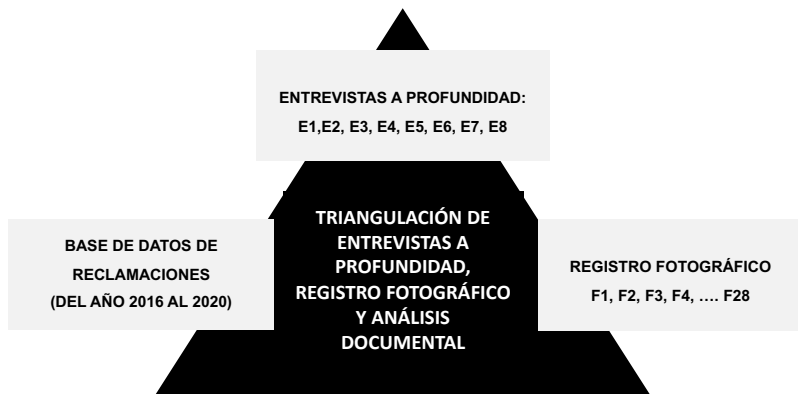 ENTREVISTAS A PROFUNDIDAD:
E1,E2, E3, E4, E5, E6, E7, E8
BASE DE DATOS DE
RECLAMACIONES
(DEL AÑO 2016 AL 2020)
TRIANGULACIÓN DE
ENTREVISTAS A
PROFUNDIDAD,
REGISTRO FOTOGRÁFICO
Y ANÁLISIS
DOCUMENTAL
REGISTRO FOTOGRÁFICO
F1, F2, F3, F4, …. F28